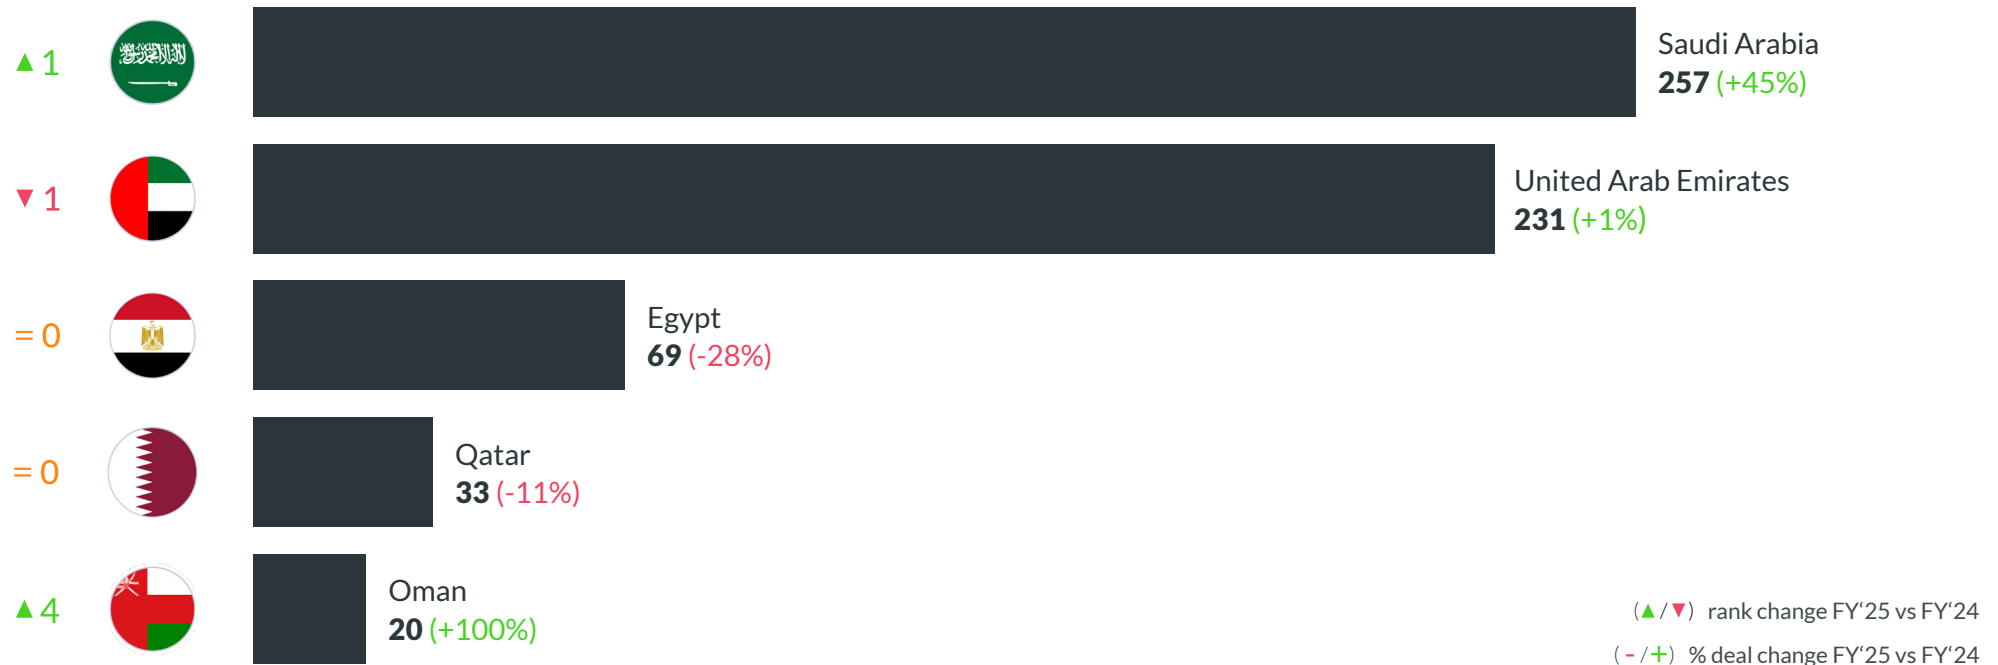 ▲ 1
Saudi Arabia
257 (+45%)
▼ 1
United Arab Emirates
231 (+1%)
= 0
Egypt
69 (-28%)
= 0
Qatar
33 (-11%)
▲ 4
Oman
20 (+100%)
(▲/▼) rank change FY‘25 vs FY‘24
(-/+) % deal change FY‘25 vs FY‘24